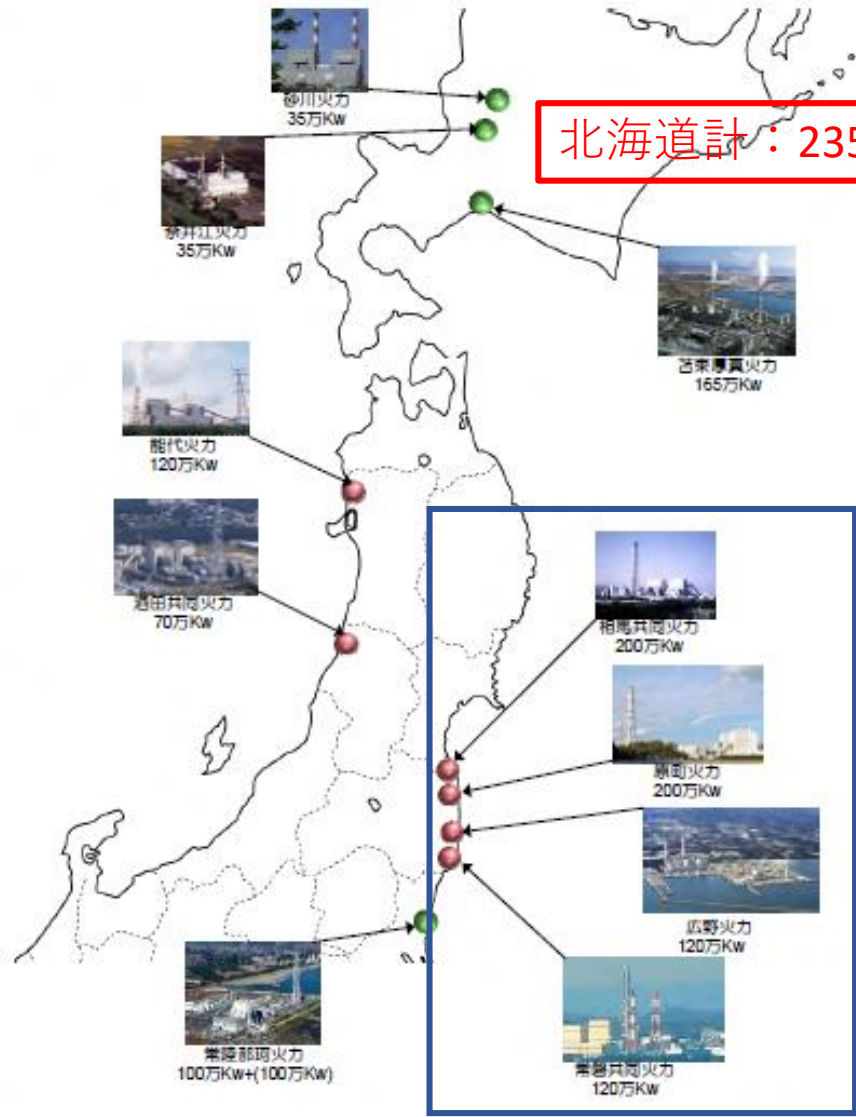 砂川火力
35万Kw
北海道計：235
奈井江火力
35万Kw
苫東厚真火力
165万Kw
能代火力
120万Kw
酒田共同火力
70万Kw
相馬共同火力
200万Kw
原町火力
200万Kw
広野火力
120万Kw
常陸那珂火力
100万Kw+(100万Kw)
常磐共同火力
120万Kw